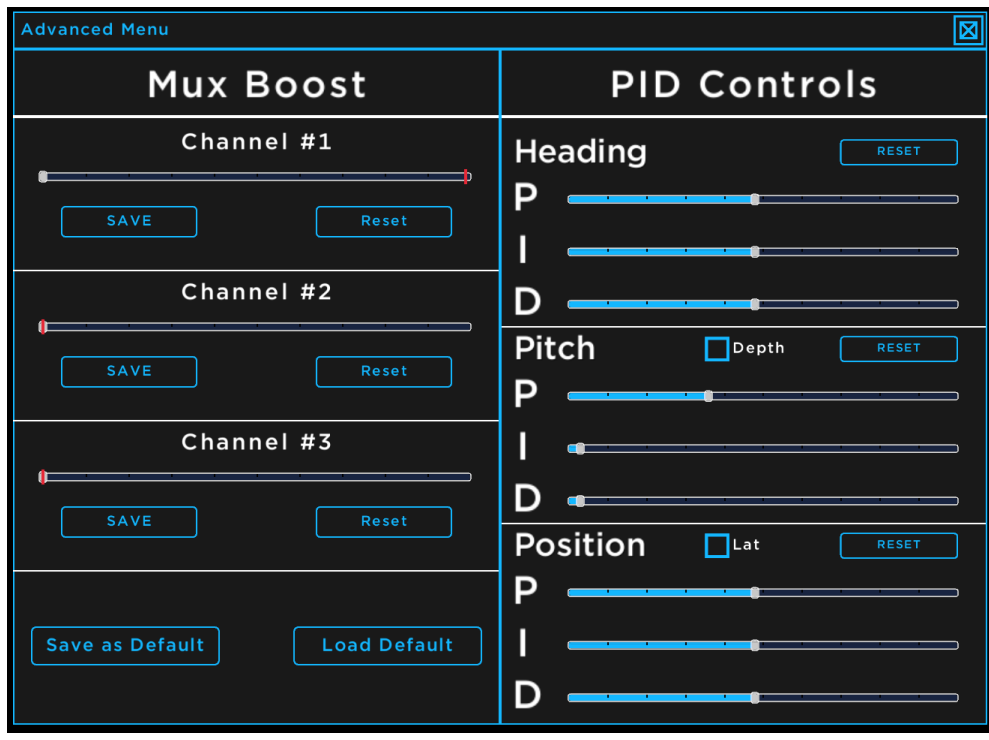 Advanced Menu
Mux Boost
Channel #1
SAVE Reset
Channel #2
SAVE Reset
Channel #3
SAVE Reset
Save as Default Load Default
PID Controls
Heading RESET
P
I
D
Pitch Depth RESET
P
I
D
Position Lat RESET
P
I
D